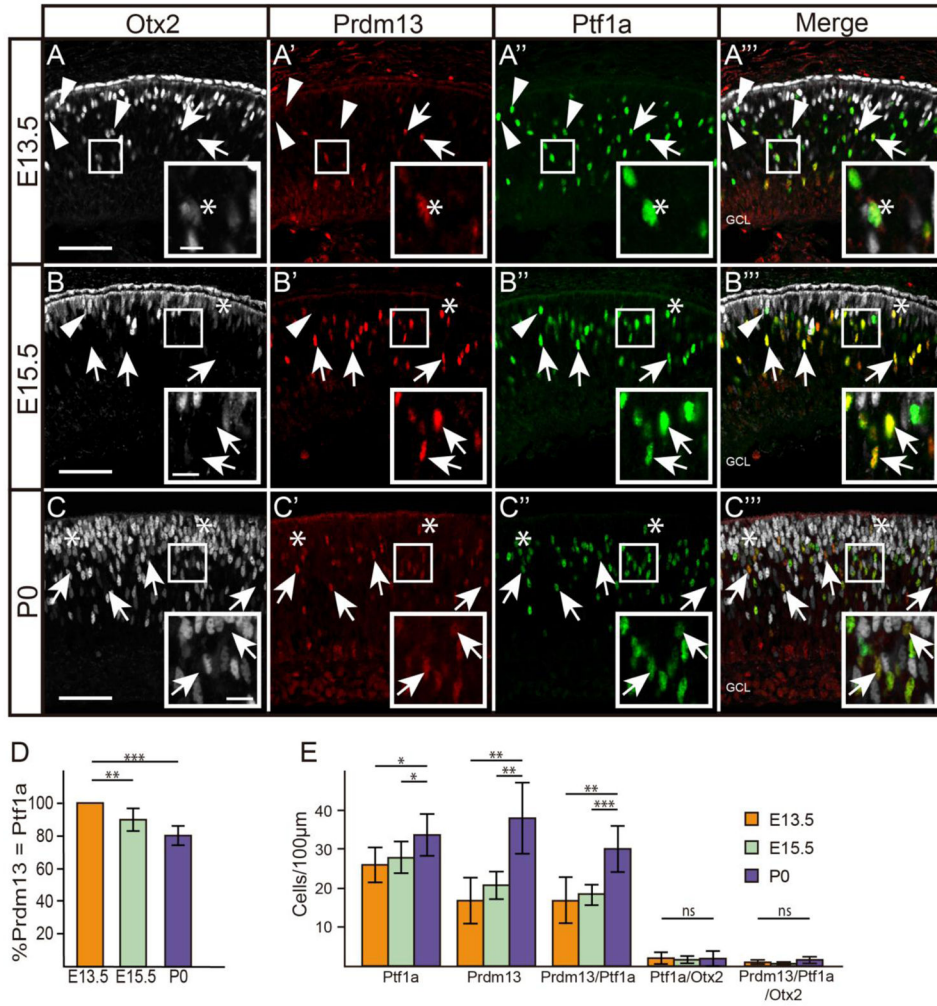 Otx2 Prdm13 Ptf1a Merge
E13.5
A A' A'' A'''
* * * *
GCL
E15.5
B B' B'' B'''
* * * *
GCL
P0
C C' C'' C'''
* * * * * * * *
GCL
D
***
**
%Prdm13 = Ptf1a
100
80
60
40
20
E13.5 E15.5 P0
E
* ** **
* ** ***
Cells/100µm
40
30
20
10
ns ns
Ptf1a Prdm13 Prdm13/Ptf1a Ptf1a/Otx2 Prdm13/Ptf1a
/Otx2
E13.5
E15.5
P0